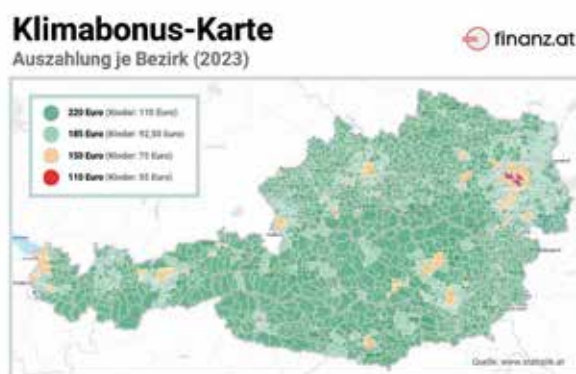 Klimabonus-Karte
finanz.at
Auszahlung je Bezirk (2023)
220 Euro (Kinder: 110 Euro)
185 Euro (Kinder: 92,50 Euro)
150 Euro (Kinder: 75 Euro)
110 Euro (Kinder: 55 Euro)
Quelle: www.statistik.at